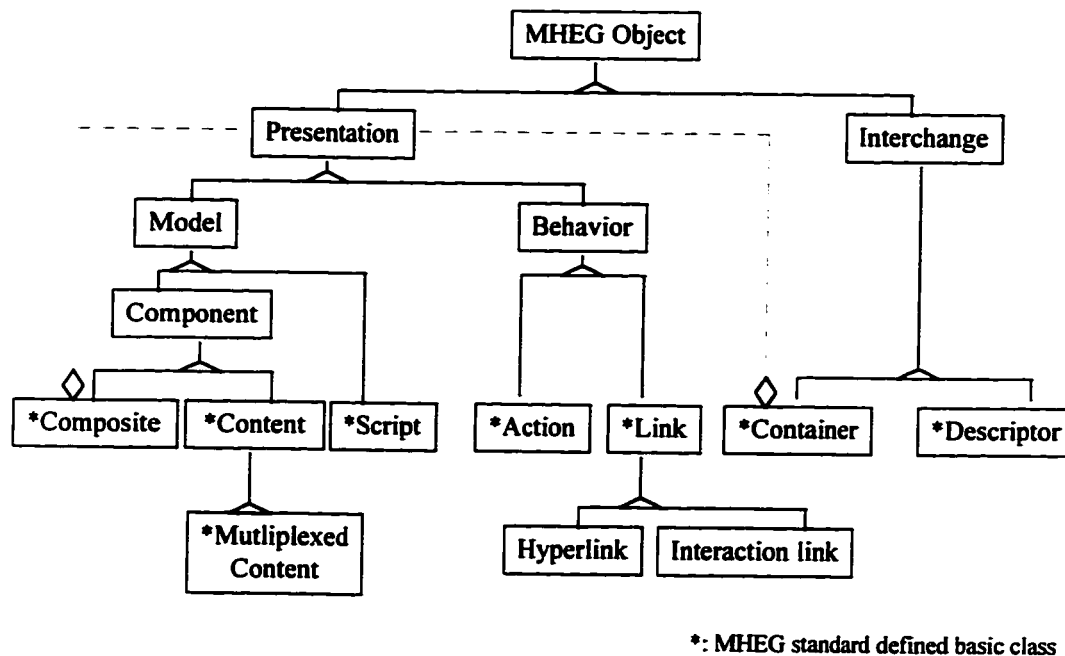 MHEG Object
Presentation
Interchange
Model
Behavior
Component
*Composite
*Content
*Script
*Action
*Link
*Container
*Descriptor
*Mutliplexed
Content
Hyperlink
Interaction link
*: MHEG standard defined basic class